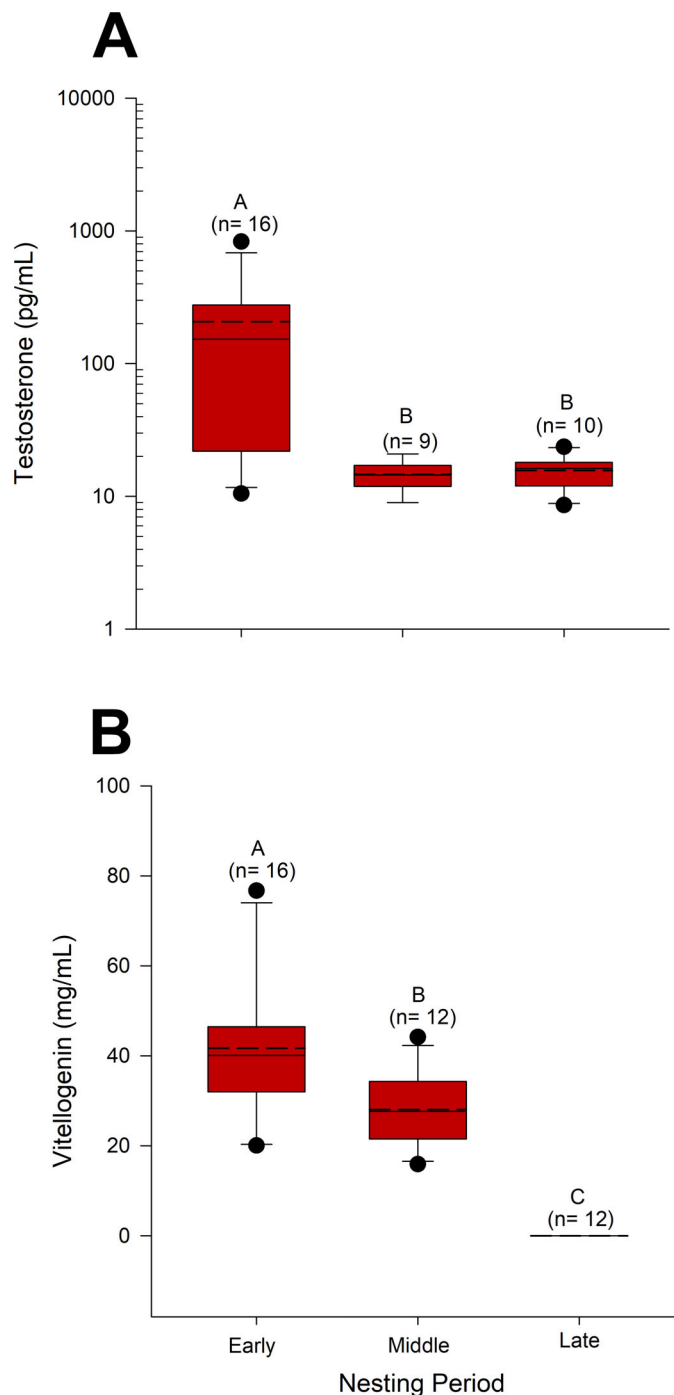 A
10000
1000
100
10
1
Testosterone (pg/mL)
A
(n= 16)
B
(n= 9)
B
(n= 10)
B
100
80
60
40
20
0
Vitellogenin (mg/mL)
A
(n= 16)
B
(n= 12)
C
(n= 12)
Early
Middle
Late
Nesting Period